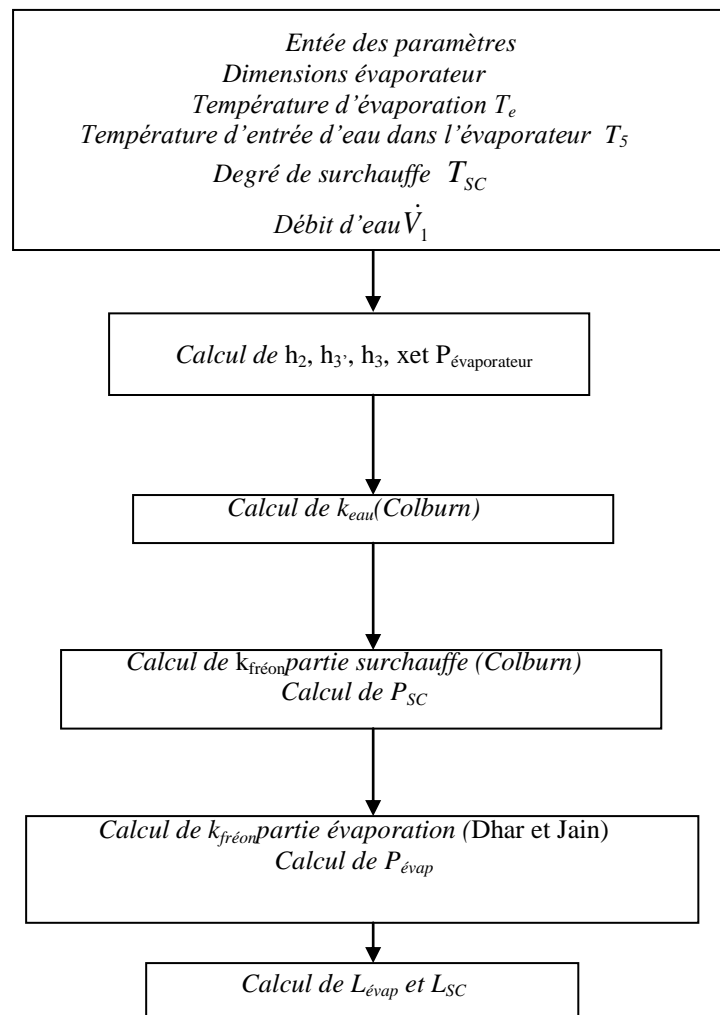 Entée des paramètres
Dimensions évaporateur
Température d'évaporation Te
Température d'entrée d'eau dans l'évaporateur T5
Degré de surchauffe TSC
Débit d'eau V̇1
Calcul de h2, h3', h3, xet Pévaporateur
Calcul de keau(Colburn)
Calcul de kfréonpartie surchauffe (Colburn)
Calcul de PSC
Calcul de kfréonpartie évaporation (Dhar et Jain)
Calcul de Pévap
Calcul de Lévap et LSC